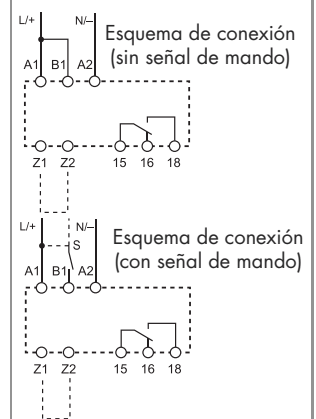 L/+ N/–
Esquema de conexión
(sin señal de mando)
A1 B1 A2
Z1 Z2 15 16 18
L/+ N/–
S
Esquema de conexión
(con señal de mando)
A1 B1 A2
Z1 Z2 15 16 18